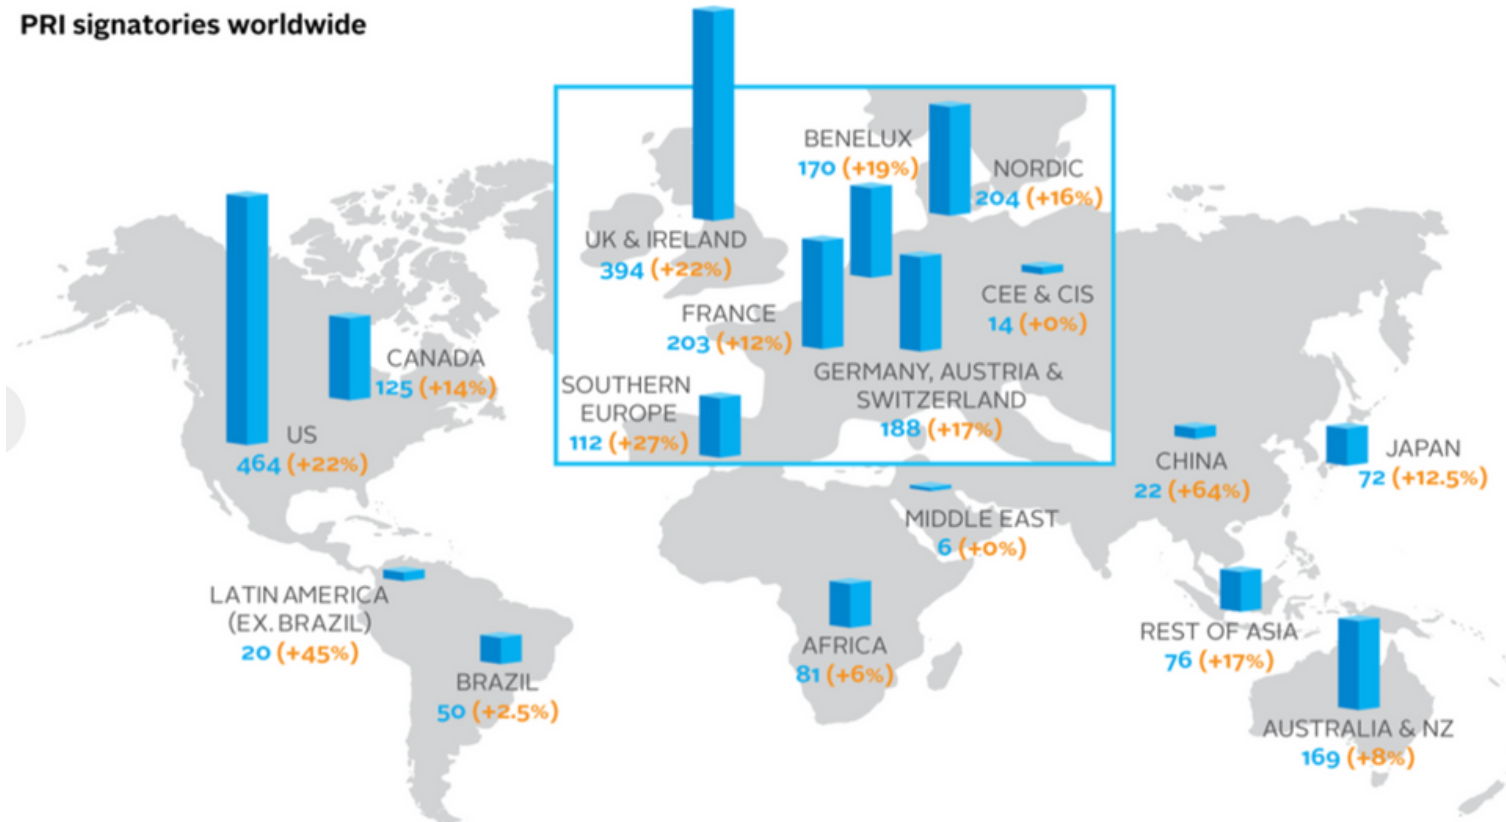 PRI signatories worldwide
BENELUX
170 (+19%)
NORDIC
204 (+16%)
UK & IRELAND
394 (+22%)
CEE & CIS
14 (+0%)
FRANCE
203 (+12%)
CANADA
125 (+14%)
GERMANY, AUSTRIA &
SWITZERLAND
188 (+17%)
SOUTHERN
EUROPE
112 (+27%)
US
464 (+22%)
CHINA
22 (+64%)
JAPAN
72 (+12.5%)
MIDDLE EAST
6 (+0%)
LATIN AMERICA
(EX. BRAZIL)
20 (+45%)
BRAZIL
50 (+2.5%)
AFRICA
81 (+6%)
REST OF ASIA
76 (+17%)
AUSTRALIA & NZ
169 (+8%)